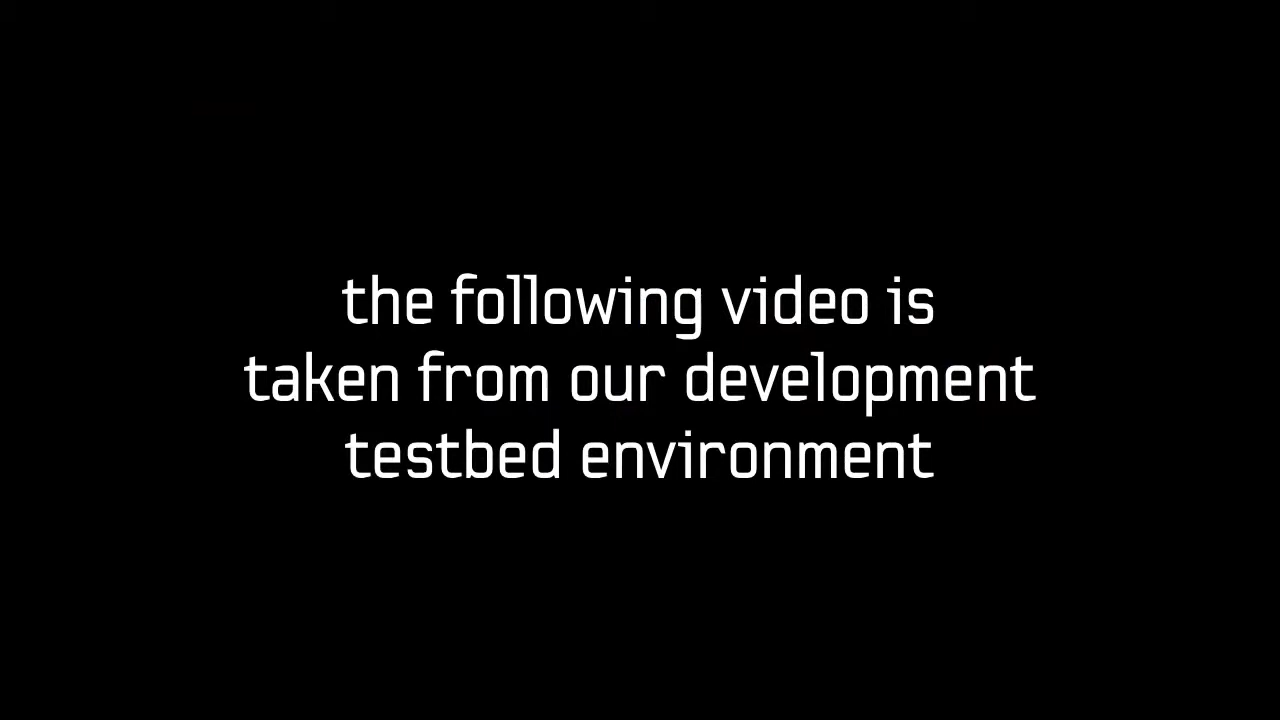 the following video is
taken from our development
testbed environment